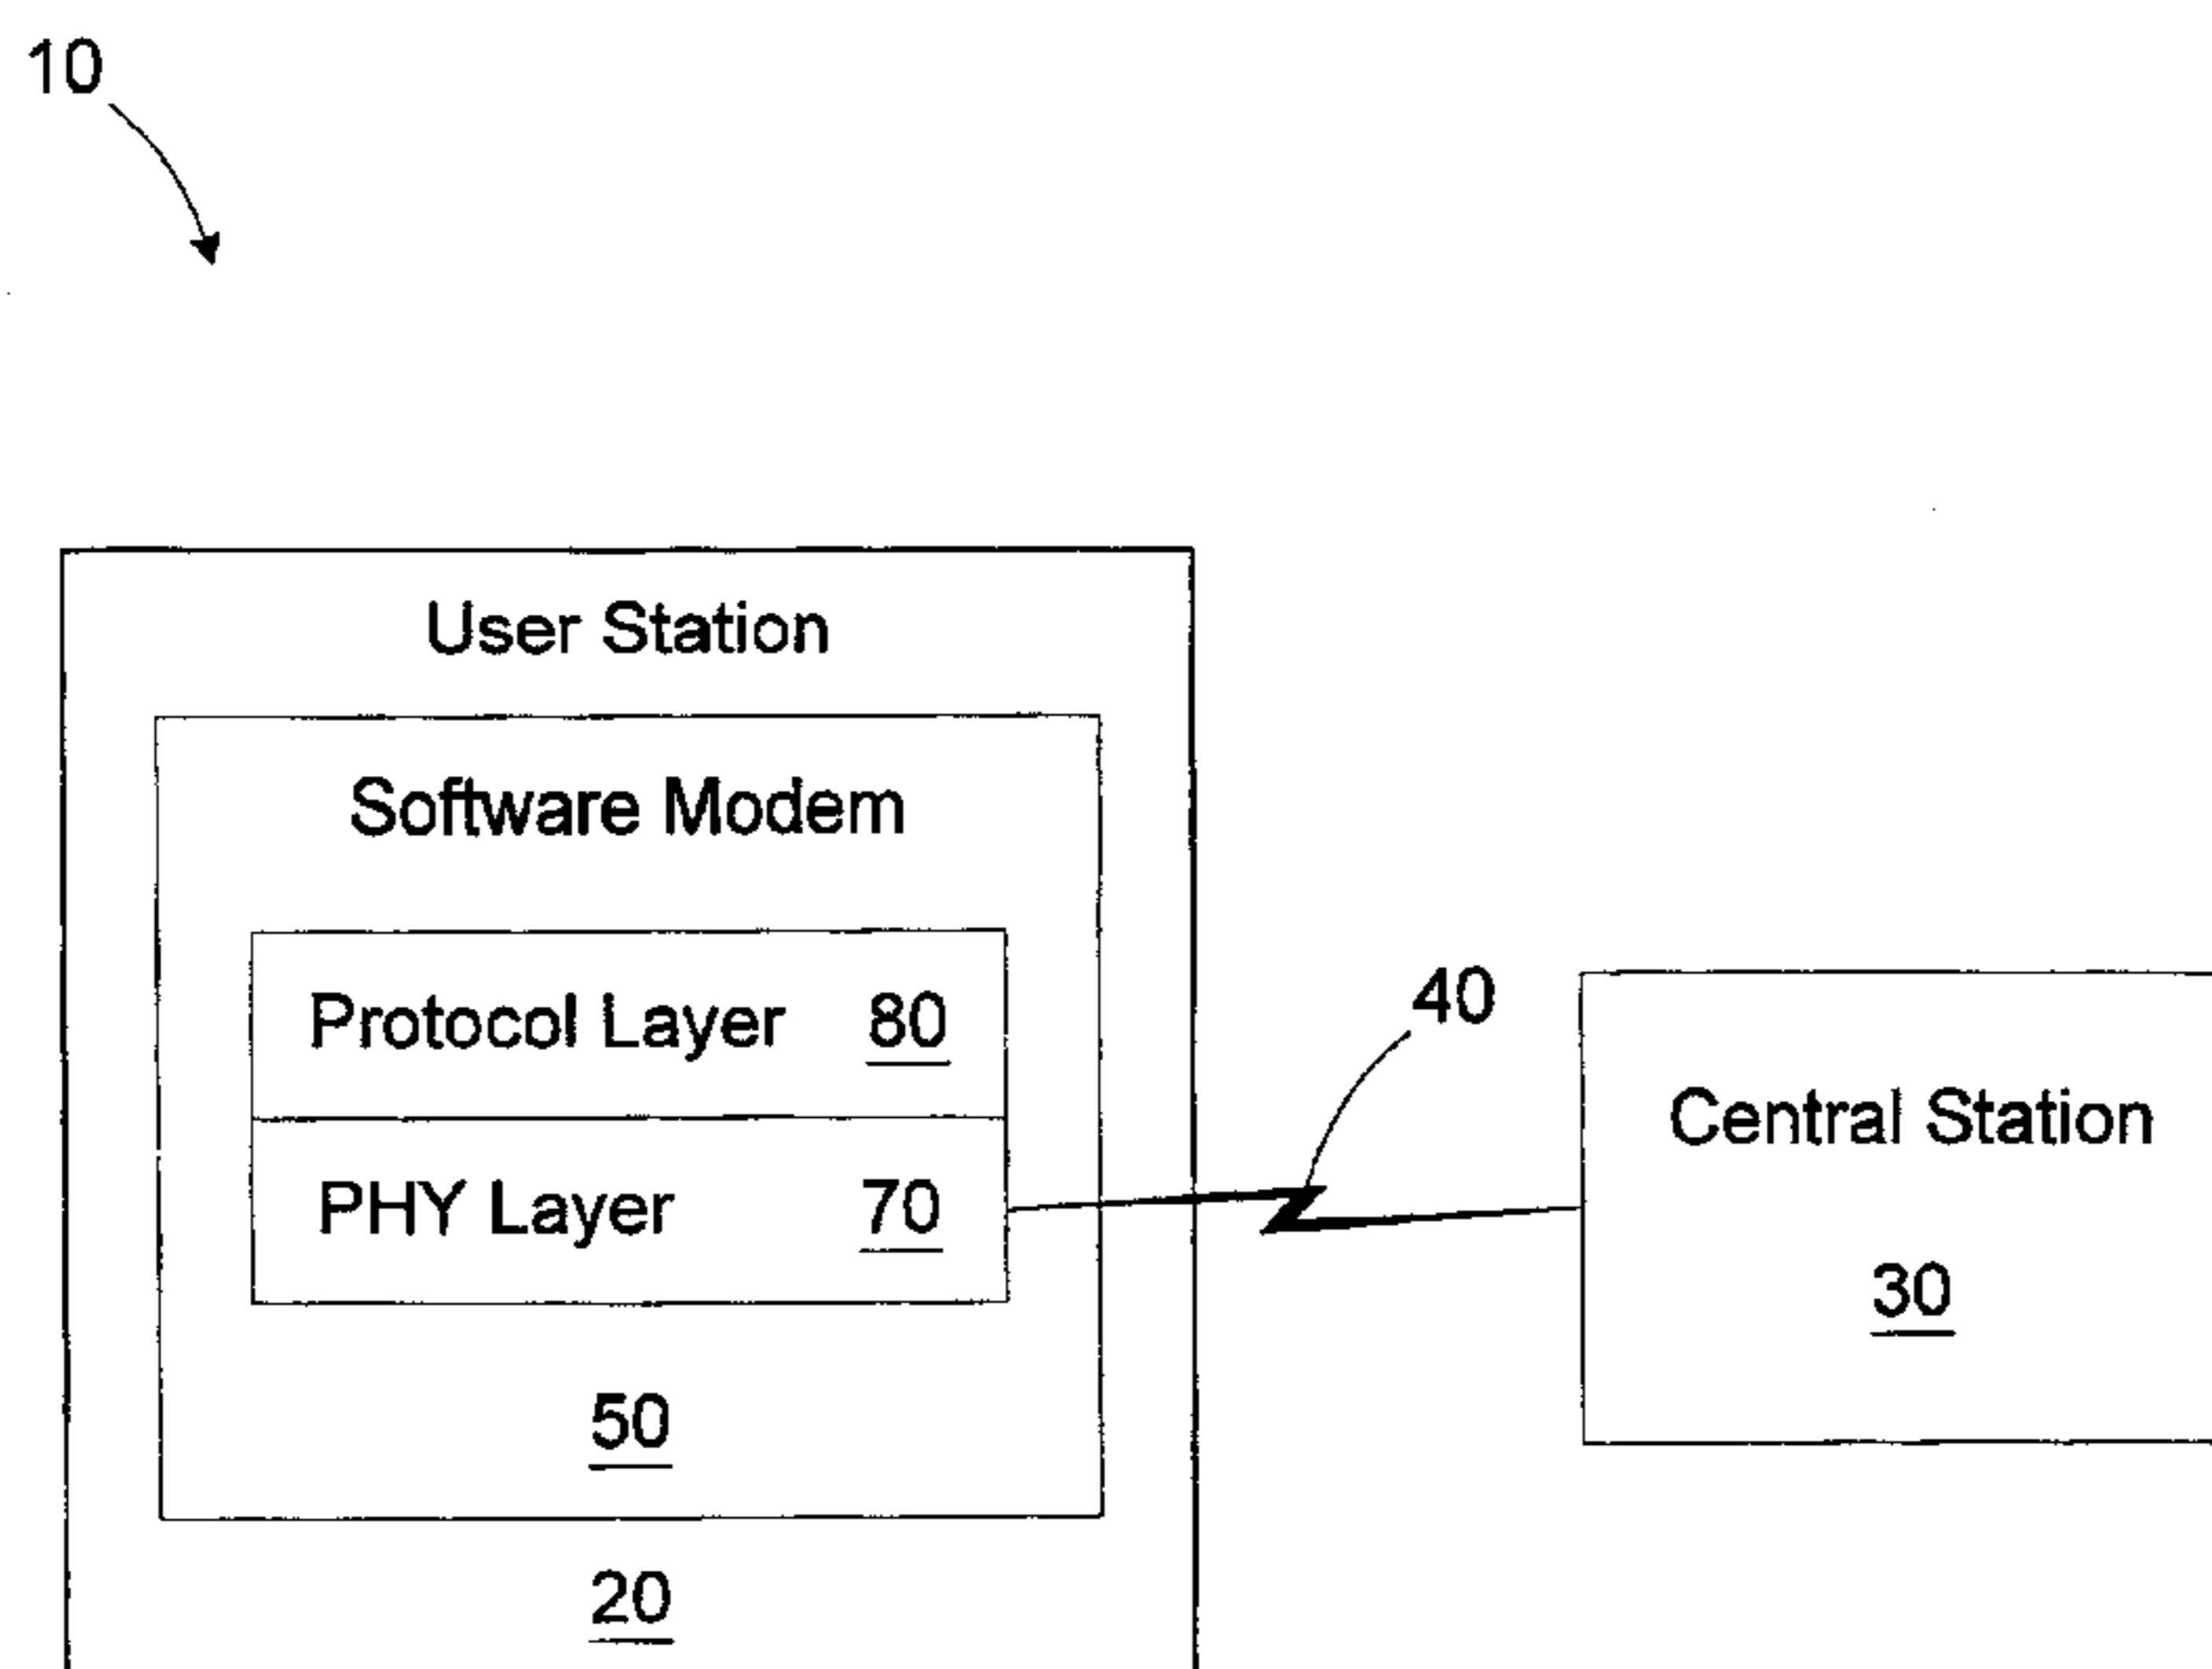 10
User Station
Software Modem
Protocol Layer 80
PHY Layer 70
50
20
40
Central Station
30